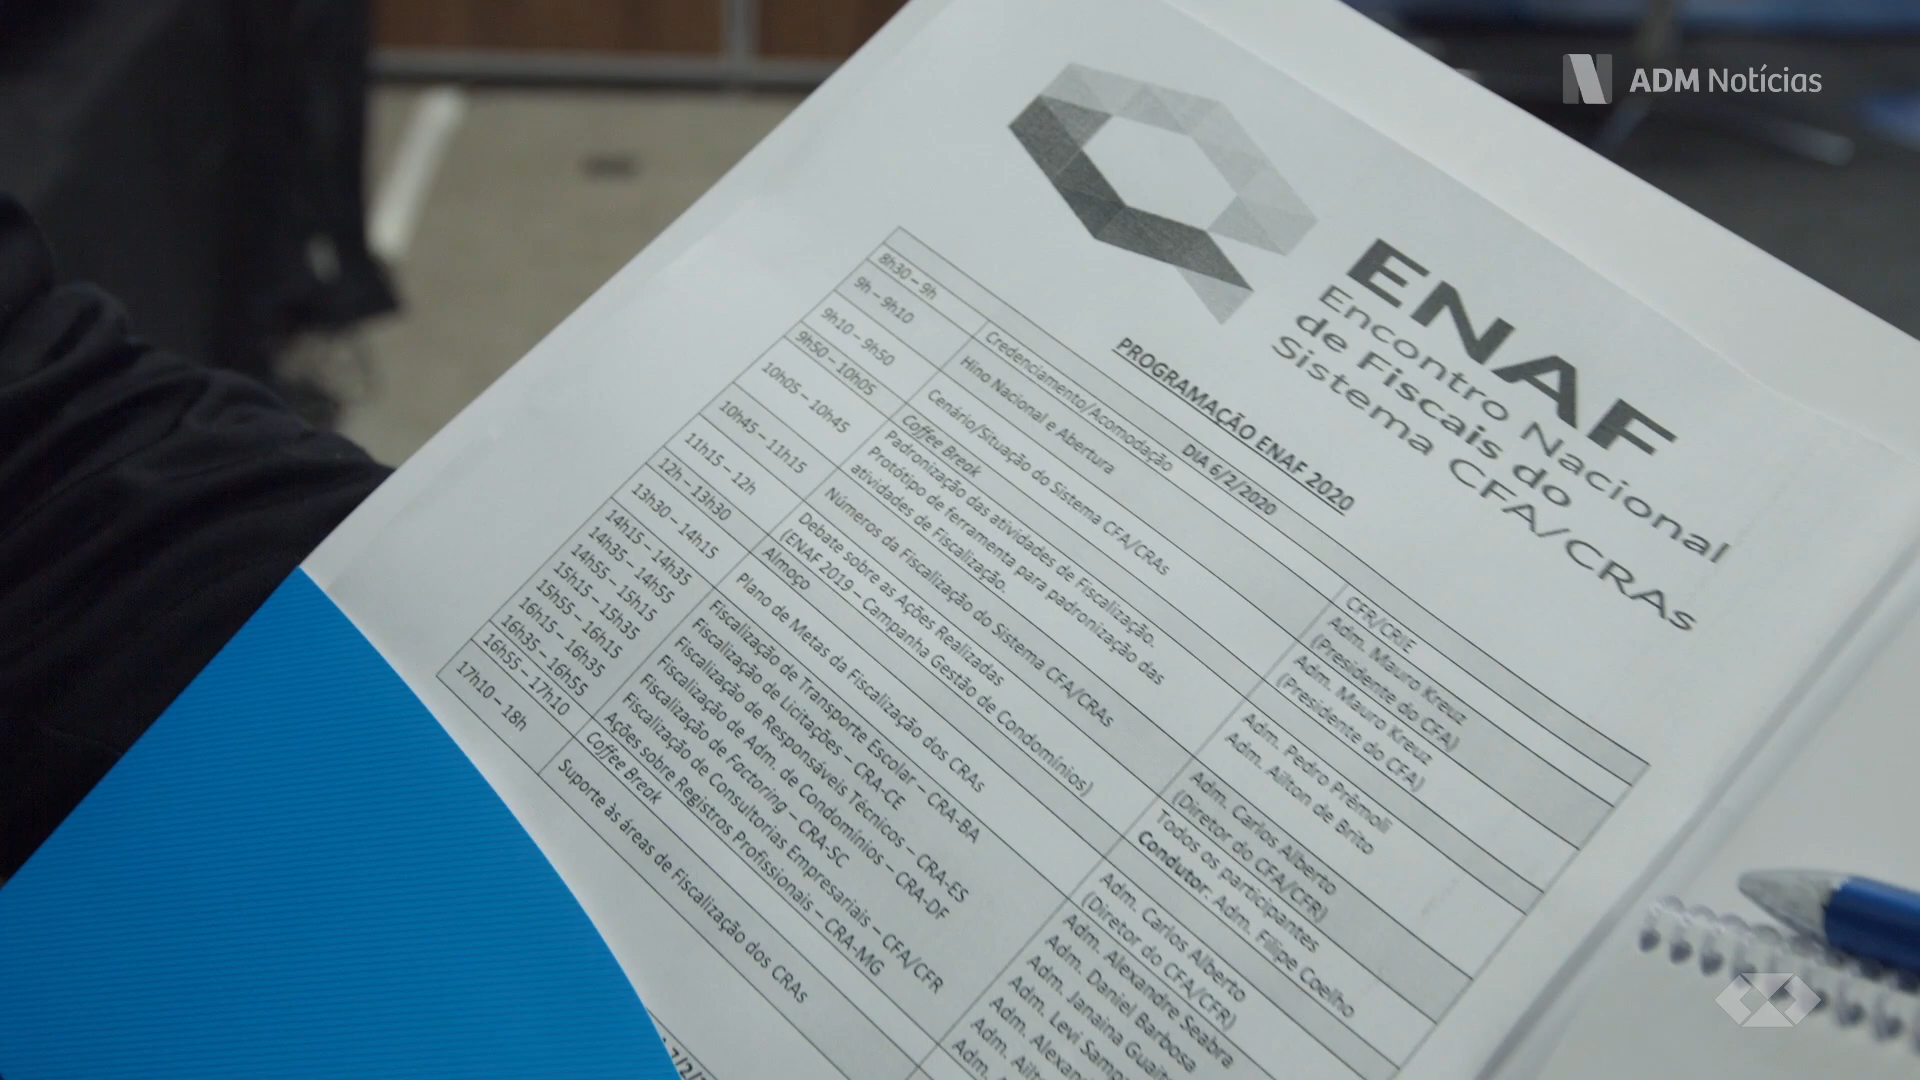 ADM Notícias
ENAF
Encontro Nacional
de Fiscais do
Sistema CFA/CRAs
PROGRAMAÇÃO ENAF 2020
DIA 6/2/2020
8h30 – 9h Credenciamento/Acomodação CFR/CRIE
9h – 9h10 Hino Nacional e Abertura Adm. Mauro Kreuz
(Presidente do CFA)
9h10 – 9h50 Cenário/Situação do Sistema CFA/CRAs Adm. Mauro Kreuz
(Presidente do CFA)
9h50 – 10h05 Coffee Break
10h05 – 10h45 Padronização das atividades de Fiscalização. Adm. Pedro Prêmoli
Protótipo de ferramenta para padronização das Adm. Ailton de Brito
atividades de Fiscalização.
10h45 – 11h15 Números da Fiscalização do Sistema CFA/CRAs Adm. Carlos Alberto
(Diretor do CFA/CFR)
11h15 – 12h Debate sobre as Ações Realizadas Todos os participantes
(ENAF 2019 – Campanha Gestão de Condomínios) Condutor: Adm. Filipe Coelho
12h – 13h30 Almoço
13h30 – 14h15 Plano de Metas da Fiscalização dos CRAs Adm. Carlos Alberto
(Diretor do CFA/CFR)
14h15 – 14h35 Fiscalização de Transporte Escolar – CRA-BA Adm. Alexandre Seabra
14h35 – 14h55 Fiscalização de Licitações – CRA-CE Adm. Daniel Barbosa
14h55 – 15h15 Fiscalização de Responsáveis Técnicos – CRA-ES Adm. Janaina
15h15 – 15h35 Fiscalização de Adm. de Condomínios – CRA-DF Adm. Levi
15h55 – 16h15 Fiscalização de Factoring – CRA-SC Adm.
16h15 – 16h35 Fiscalização de Consultorias Empresariais – CFA/CFR Adm.
16h35 – 16h55 Ações sobre Registros Profissionais – CRA-MG Adm.
16h55 – 17h10 Coffee Break
17h10 – 18h Suporte às áreas de Fiscalização dos CRAs